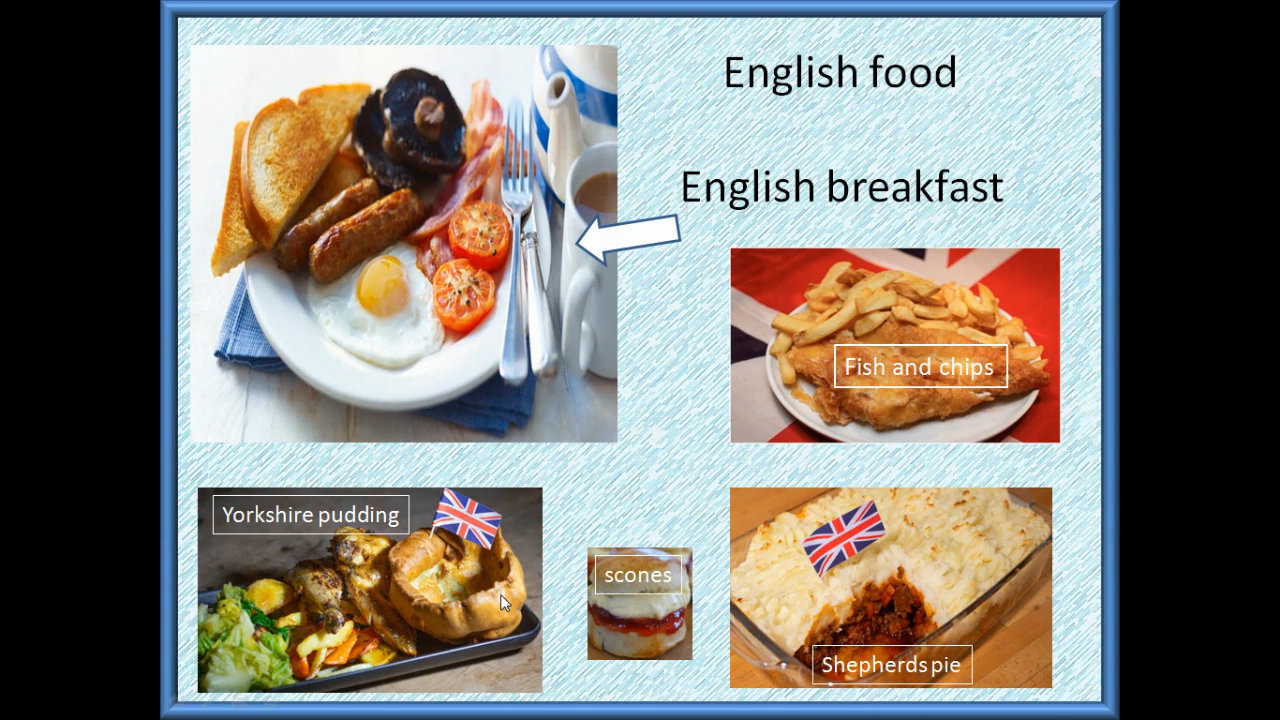 English food
English breakfast
Fish and chips
Yorkshire pudding
scones
Shepherds pie